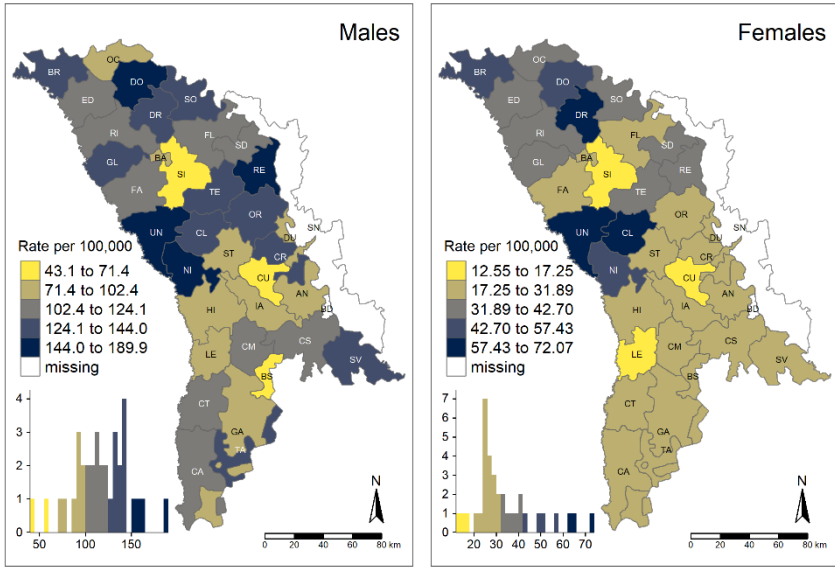 Males
OC
BR
DO
ED
SO
DR
RI
FL
SD
BA
GL
SI
RE
FA
TE
OR
UN
CL
SN
DU
ST
CR
NI
CU
AN
IA
BD
HI
CM
CS
LE
SV
BS
CT
GA
TA
CA
Rate per 100,000
43.1 to 71.4
71.4 to 102.4
102.4 to 124.1
124.1 to 144.0
144.0 to 189.9
missing
4
3
2
1
0
50 100 150
N
0 20 40 60 80 km
Females
OC
BR
DO
ED
SO
DR
RI
FL
SD
BA
GL
SI
RE
FA
TE
OR
UN
CL
SN
DU
ST
CR
NI
CU
AN
IA
BD
HI
CM
CS
LE
SV
BS
CT
GA
TA
CA
Rate per 100,000
12.55 to 17.25
17.25 to 31.89
31.89 to 42.70
42.70 to 57.43
57.43 to 72.07
missing
7
6
5
4
3
2
1
0
20 30 40 50 60 70
N
0 20 40 60 80 km